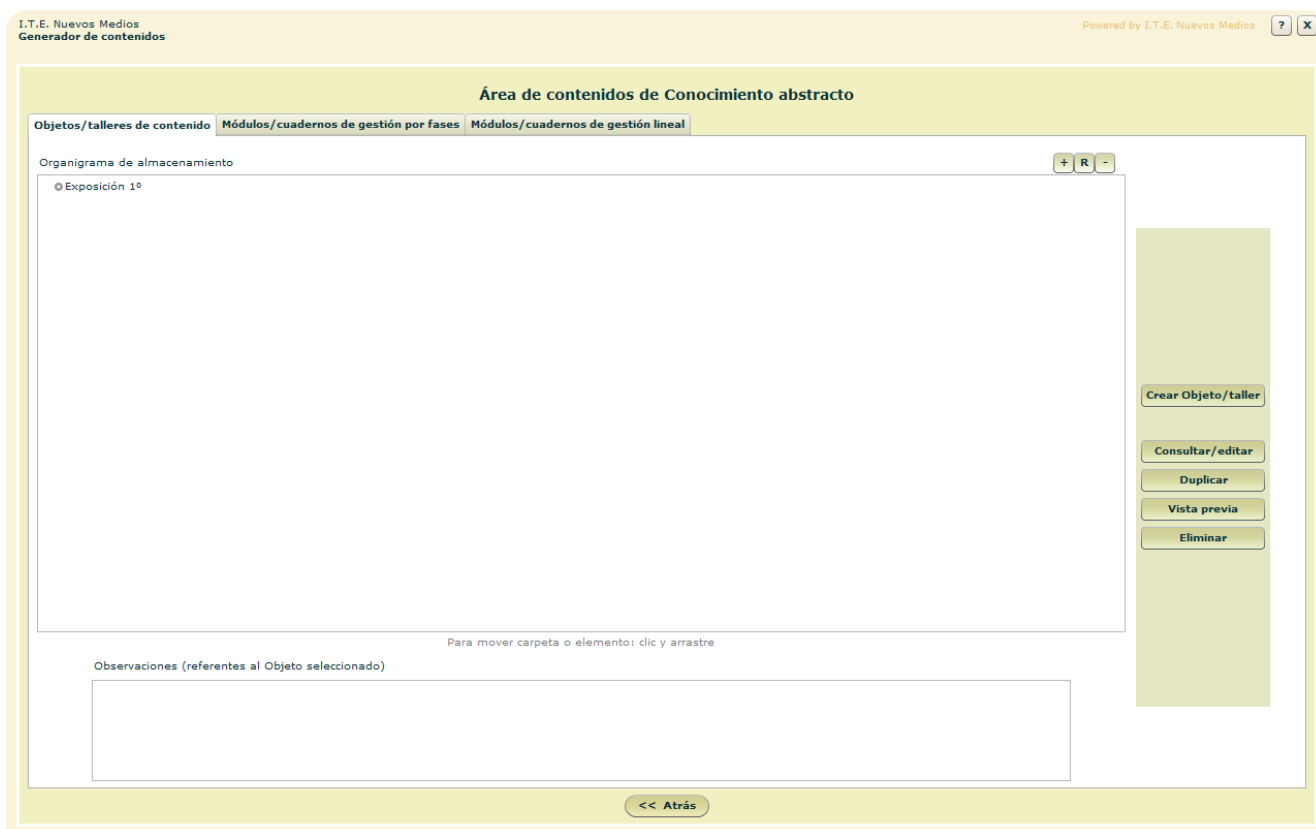 I.T.E. Nuevos Medios
Generador de contenidos
Powered by I.T.E. Nuevos Medios ? X
Área de contenidos de Conocimiento abstracto
Objetos/talleres de contenido Módulos/cuadernos de gestión por fases Módulos/cuadernos de gestión lineal
Organigrama de almacenamiento + R -
Exposición 1º
Crear Objeto/taller
Consultar/editar
Duplicar
Vista previa
Eliminar
Para mover carpeta o elemento: clic y arrastre
Observaciones (referentes al Objeto seleccionado)
<< Atrás